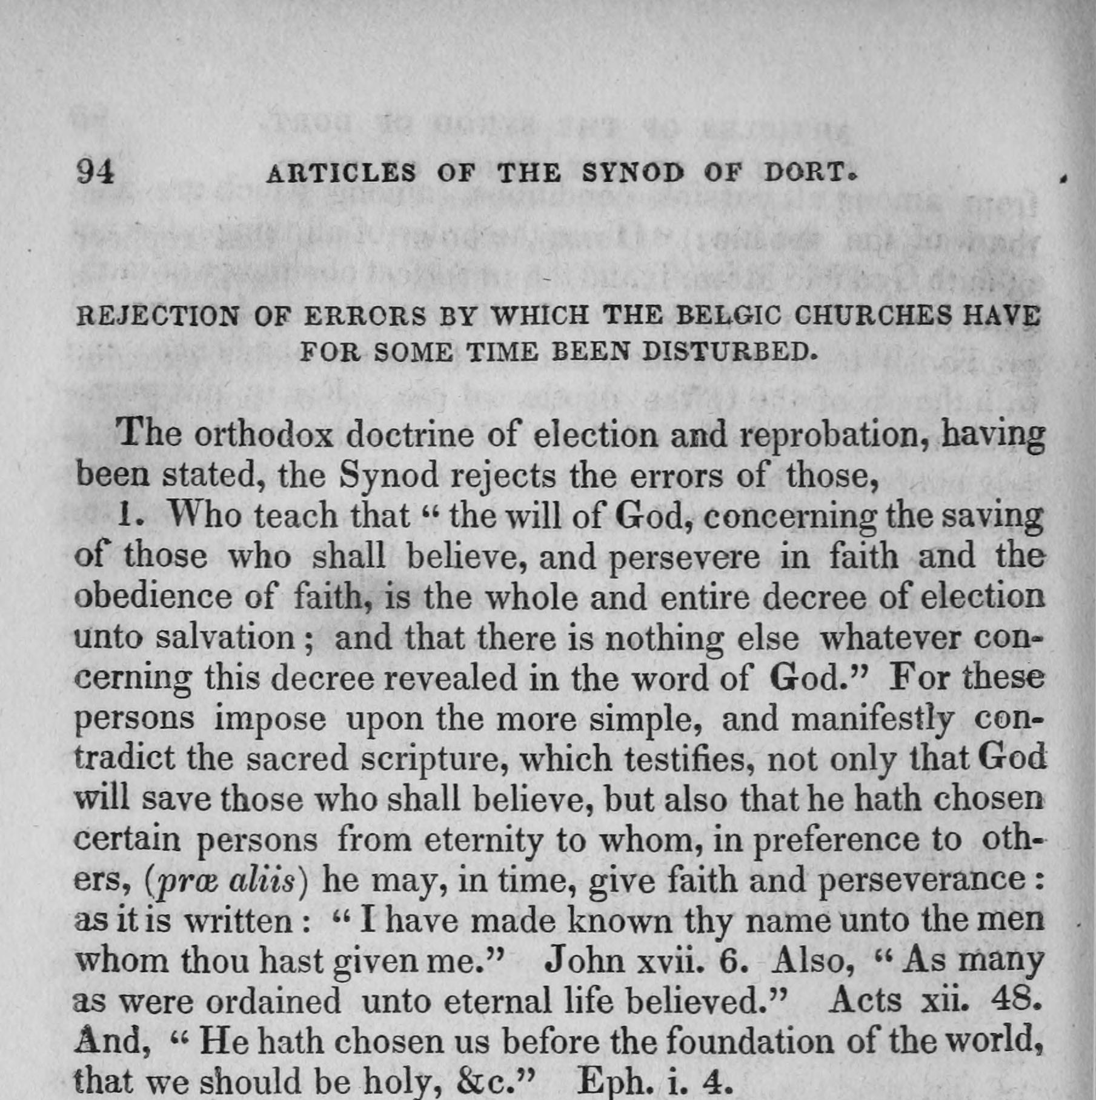 94 ARTICLES OF THE SYNOD OF DORT.
REJECTION OF ERRORS BY WHICH THE BELGIC CHURCHES HAVE
FOR SOME TIME BEEN DISTURBED.
The orthodox doctrine of election and reprobation, having
been stated, the Synod rejects the errors of those,
1. Who teach that “ the will of God, concerning the saving
of those who shall believe, and persevere in faith and the
obedience of faith, is the whole and entire decree of election
unto salvation ; and that there is nothing else whatever con-
cerning this decree revealed in the word of God.” For these
persons impose upon the more simple, and manifestly con-
tradict the sacred scripture, which testifies, not only that God
will save those who shall believe, but also that he hath chosen
certain persons from eternity to whom, in preference to oth-
ers, (præ aliis) he may, in time, give faith and perseverance :
as it is written : “ I have made known thy name unto the men
whom thou hast given me.” John xvii. 6. Also, “ As many
as were ordained unto eternal life believed.” Acts xii. 48.
And, “ He hath chosen us before the foundation of the world,
that we should be holy, &c.” Eph. i. 4.